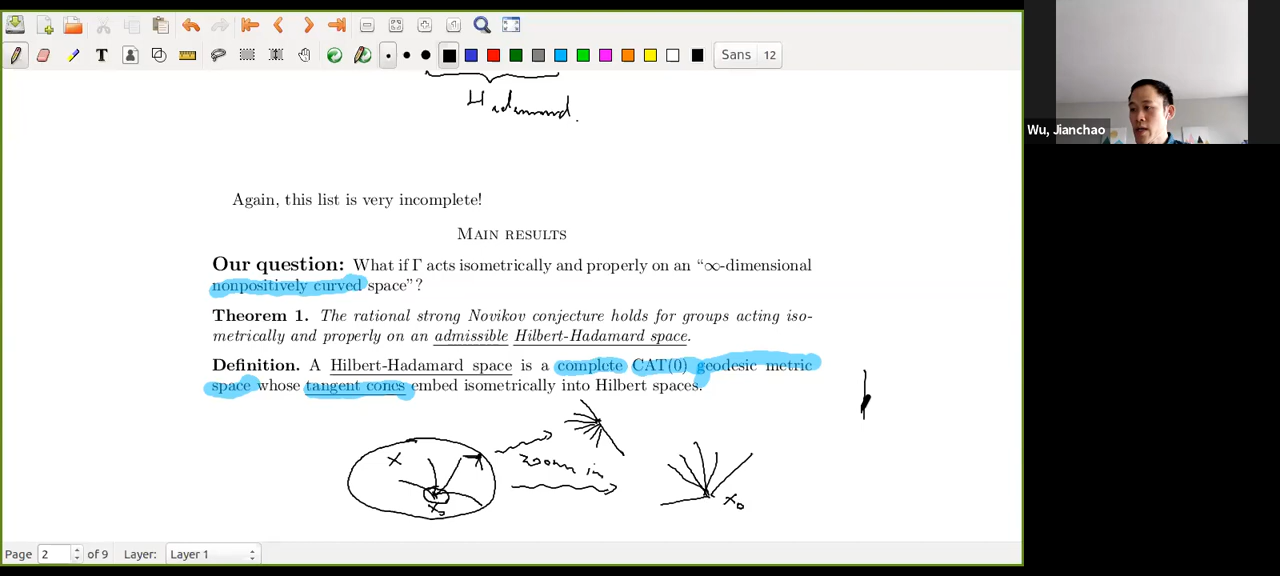 T
Sans 12
Hadamard.
Wu, Jianchao
Again, this list is very incomplete!
MAIN RESULTS
Our question: What if Γ acts isometrically and properly on an “∞-dimensional
nonpositively curved space”?
Theorem 1. The rational strong Novikov conjecture holds for groups acting iso-
metrically and properly on an admissible Hilbert-Hadamard space.
Definition. A Hilbert-Hadamard space is a complete CAT(0) geodesic metric
space whose tangent cones embed isometrically into Hilbert spaces.
X
zoom in
x₀
x₀
Page 2 of 9 Layer: Layer 1